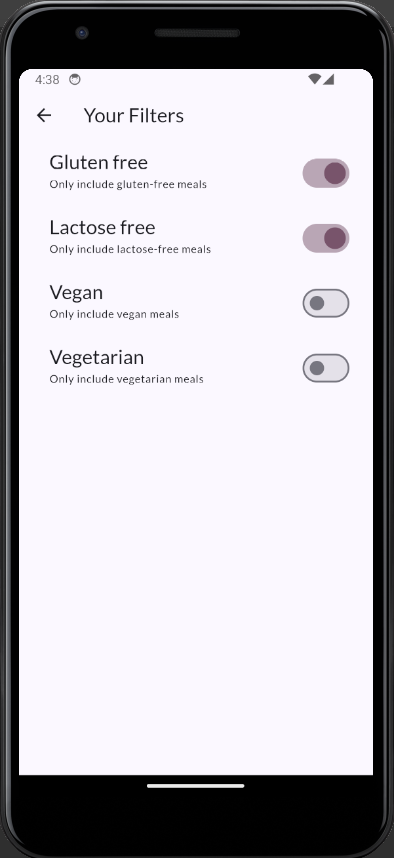 4:38
Your Filters
Gluten free
Only include gluten-free meals
Lactose free
Only include lactose-free meals
Vegan
Only include vegan meals
Vegetarian
Only include vegetarian meals